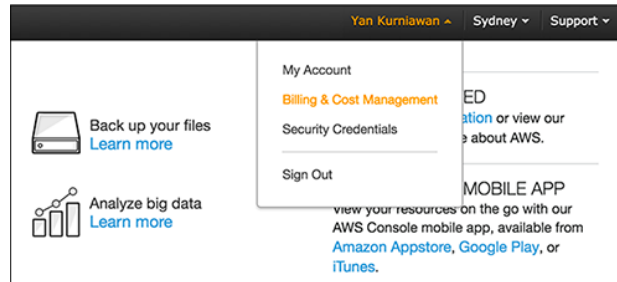 Yan Kurniawan Sydney Support
My Account
Billing & Cost Management
Security Credentials
Sign Out
Back up your files
Learn more
Analyze big data
Learn more
ED
ation or view our
about AWS.
MOBILE APP
View your resources on the go with our
AWS Console mobile app, available from
Amazon Appstore, Google Play, or
iTunes.